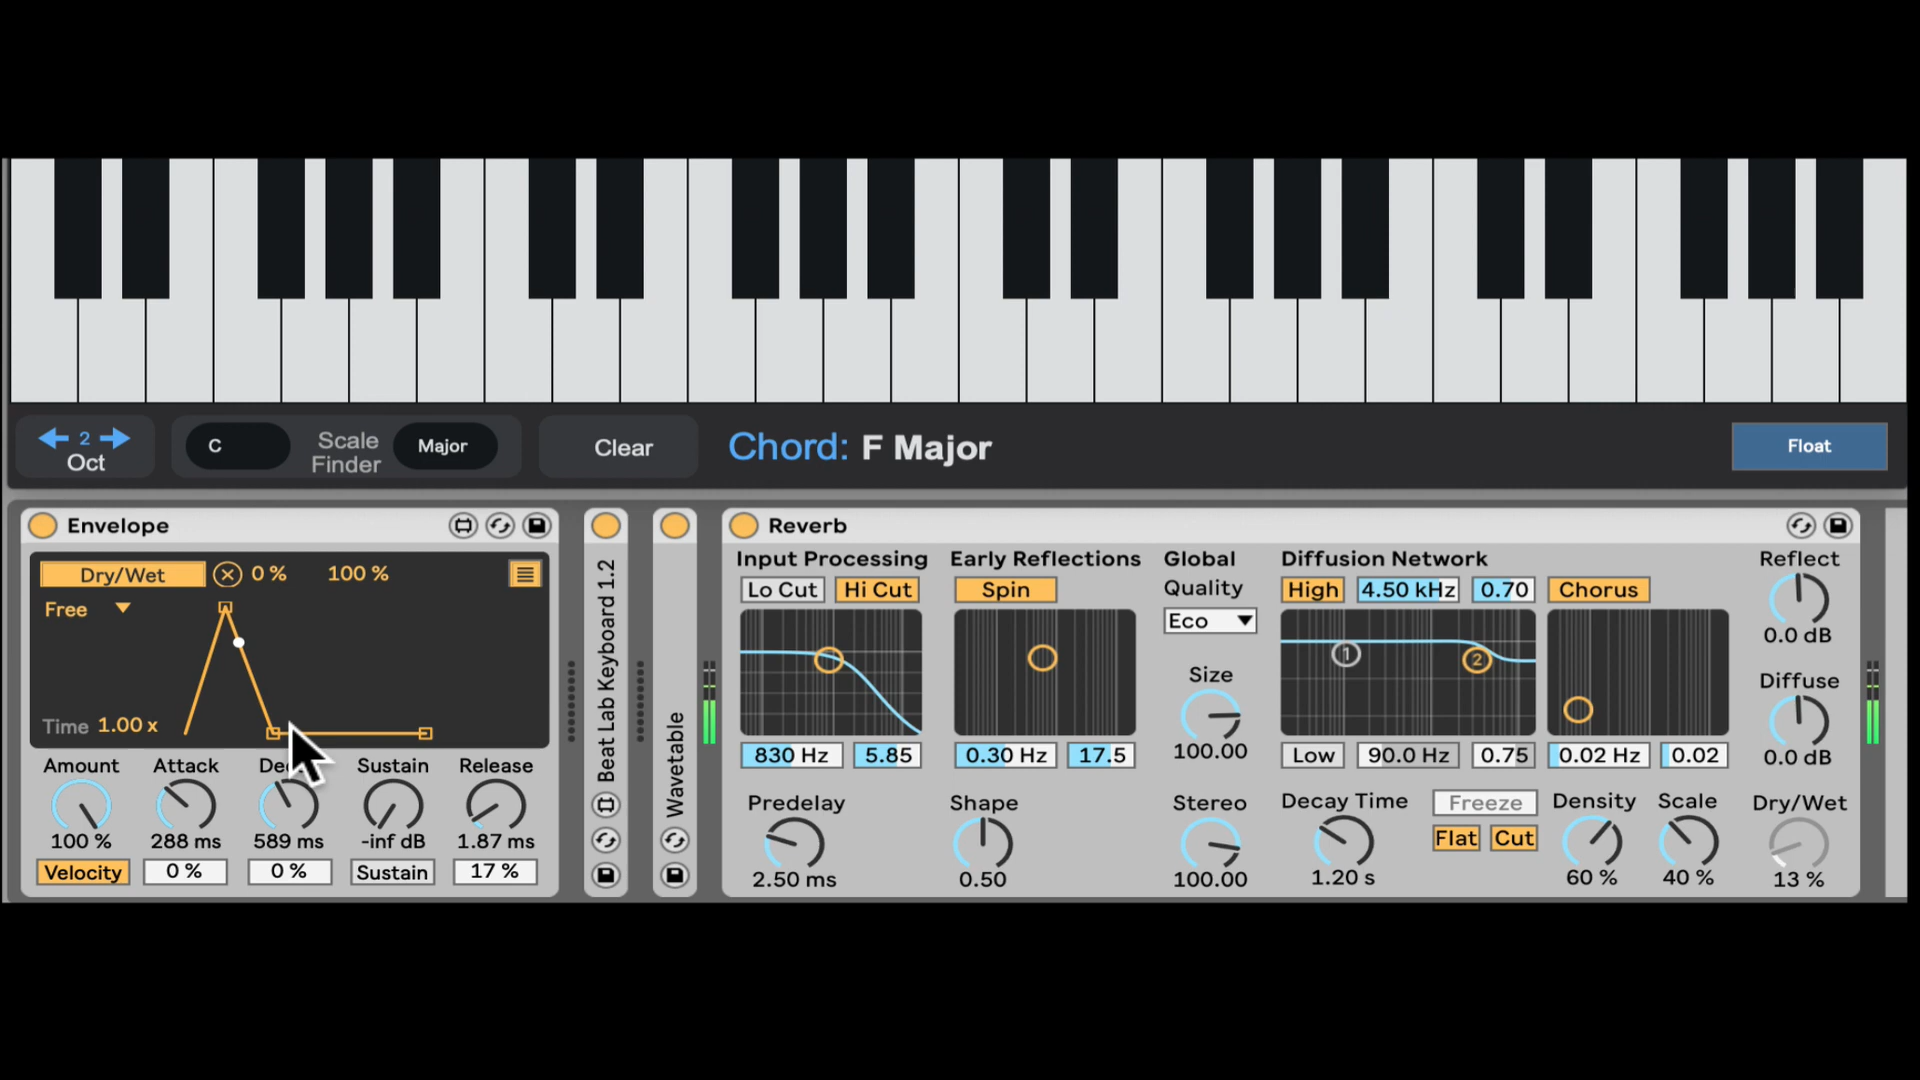 2
Oct
C
Scale
Finder
Major
Clear
Chord: F Major
Float
Envelope
Dry/Wet 0 % 100 %
Free
Time 1.00 x
Amount Attack Sustain Release
100 % 288 ms 589 ms -inf dB 1.87 ms
Velocity 0 % 0 % Sustain 17 %
Beat Lab Keyboard 1.2
Wavetable
Reverb
Input Processing Early Reflections Global Diffusion Network Reflect
Lo Cut Hi Cut Spin Quality High 4.50 kHz 0.70 Chorus
Eco
0.0 dB
1 2
Size
Diffuse
830 Hz 5.85 0.30 Hz 17.5 100.00 Low 90.0 Hz 0.75 0.02 Hz 0.02 0.0 dB
Predelay Shape Stereo Decay Time Freeze Density Scale Dry/Wet
Flat Cut
2.50 ms 0.50 100.00 1.20 s 60 % 40 % 13 %